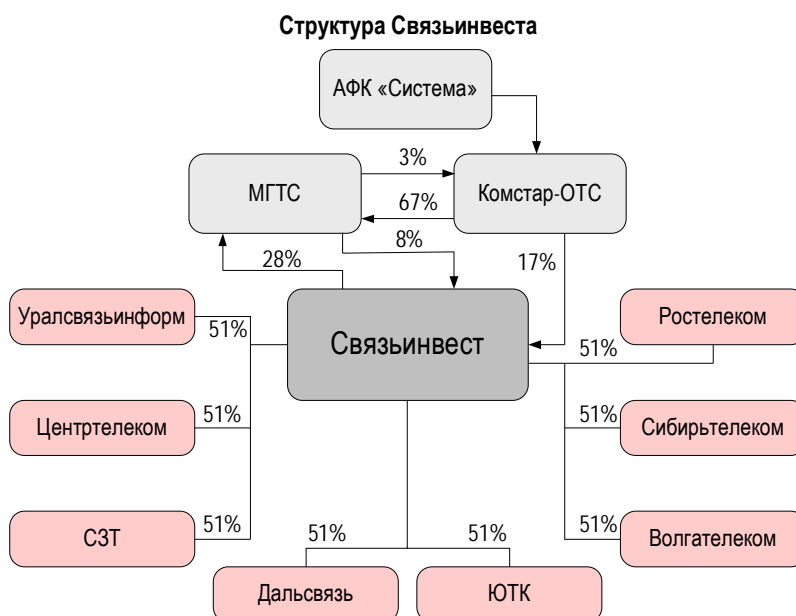 Структура Связьинвеста
АФК «Система»
МГТС
3%
67%
Комстар-ОТС
8%
28%
17%
Уралсвязьинформ
51%
Связьинвест
51%
Ростелеком
Центртелеком
51%
51%
Сибирьтелеком
СЗТ
51%
51%
51%
51%
Волгателеком
Дальсвязь
ЮТК